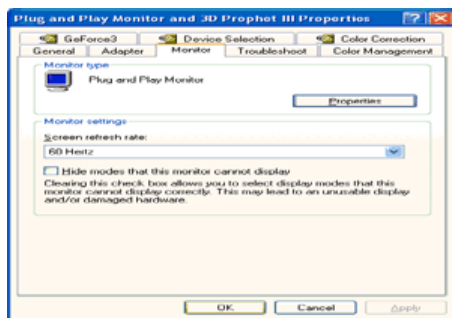 Plug and Play Monitor and 3D Prophet III Properties
GeForce3 Device Selection Color Correction
General Adapter Monitor Troubleshoot Color Management
Monitor type
Plug and Play Monitor
Properties
Monitor settings
Screen refresh rate:
60 Hertz
Hide modes that this monitor cannot display
Clearing this check box allows you to select display modes that this
monitor cannot display correctly. This may lead to an unusable display
and/or damaged hardware.
OK Cancel Apply